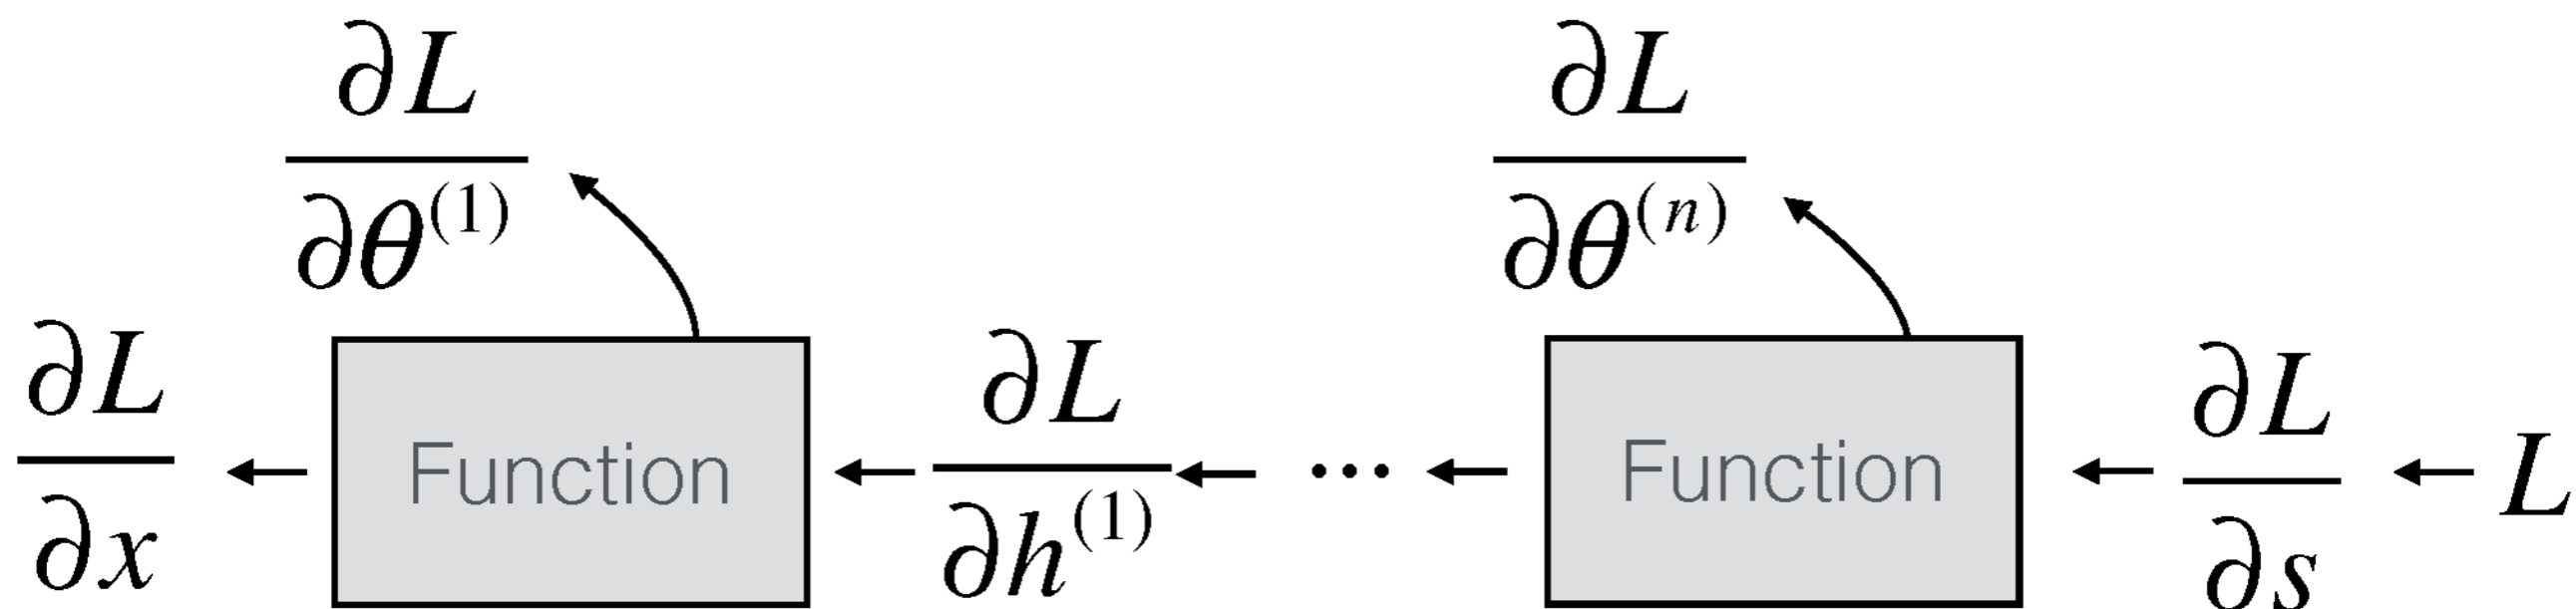 ∂L/∂θ^(1)
∂L/∂θ^(n)
∂L/∂x ← Function ← ∂L/∂h^(1) ← ··· ← Function ← ∂L/∂s ← L